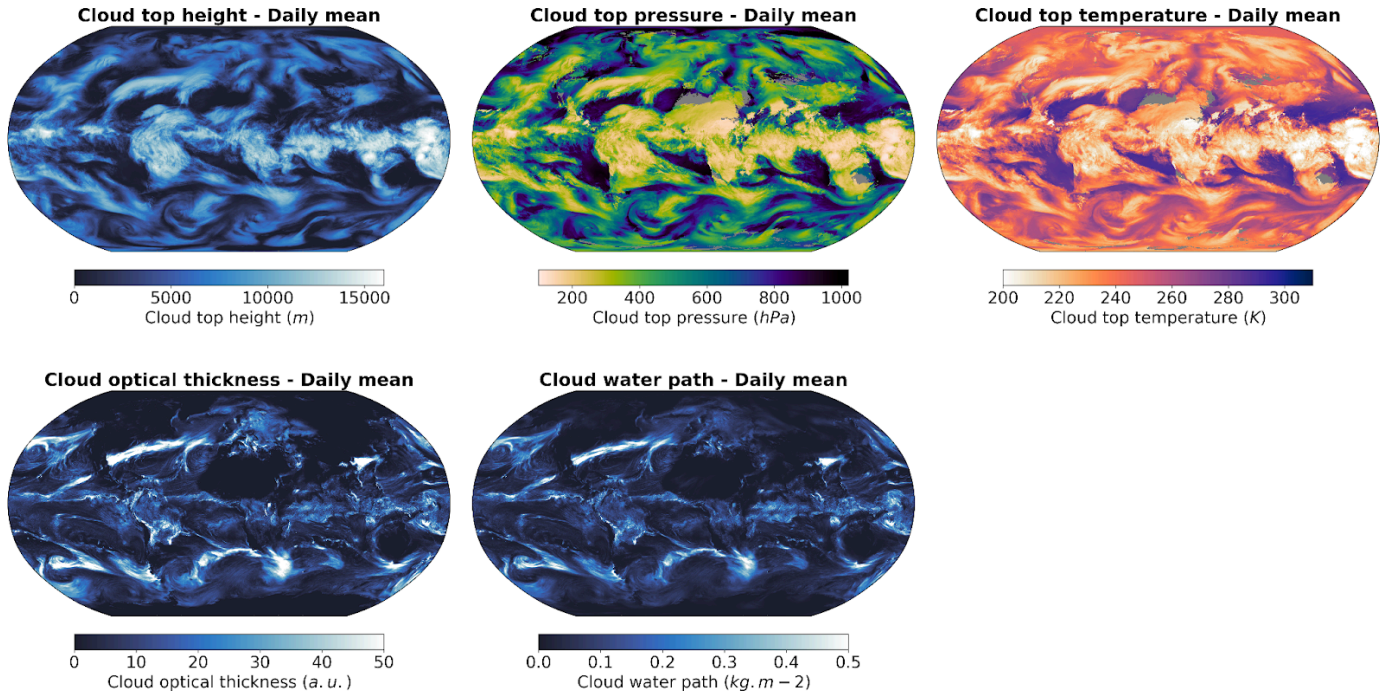 Cloud top height - Daily mean
0 5000 10000 15000
Cloud top height (m)
Cloud top pressure - Daily mean
200 400 600 800 1000
Cloud top pressure (hPa)
Cloud top temperature - Daily mean
200 220 240 260 280 300
Cloud top temperature (K)
Cloud optical thickness - Daily mean
0 10 20 30 40 50
Cloud optical thickness (a.u.)
Cloud water path - Daily mean
0.0 0.1 0.2 0.3 0.4 0.5
Cloud water path (kg.m − 2)